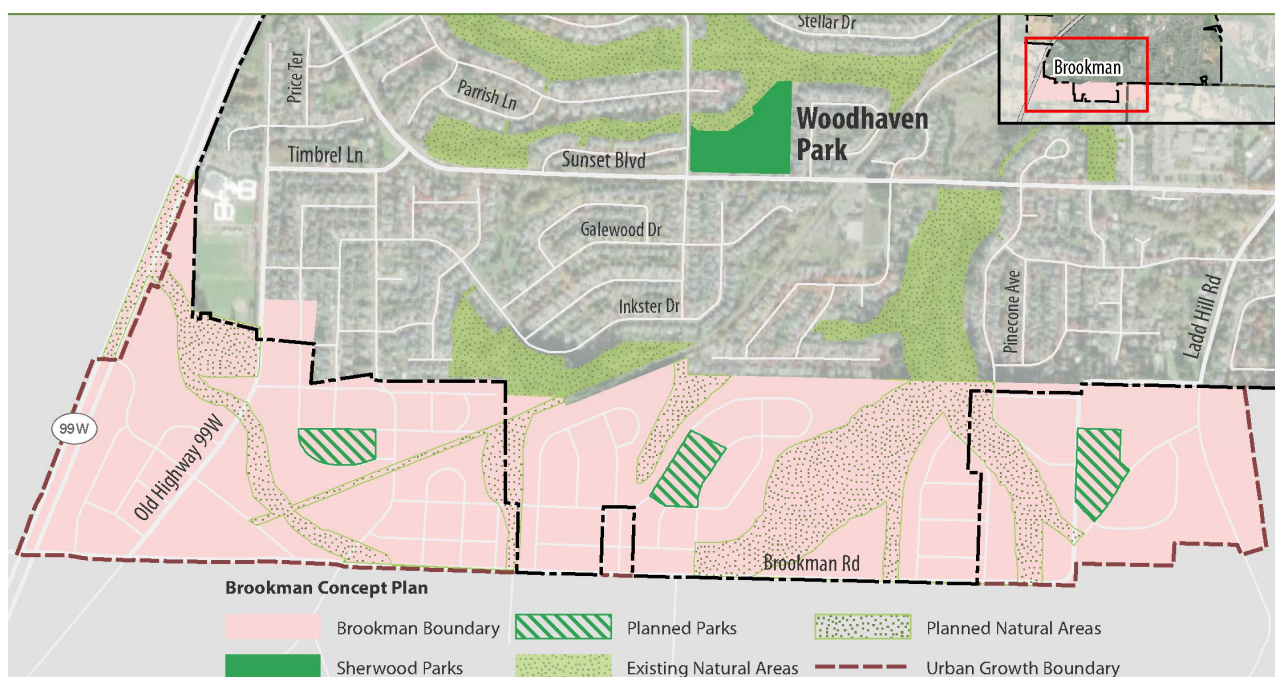 Stellar Dr
Price Ter
Parrish Ln
Brookman
Woodhaven
Park
Timbrel Ln
Sunset Blvd
Galewood Dr
Inkster Dr
Pinecone Ave
Ladd Hill Rd
99W
Old Highway 99W
Brookman Rd
Brookman Concept Plan
Brookman Boundary
Planned Parks
Planned Natural Areas
Sherwood Parks
Existing Natural Areas
Urban Growth Boundary